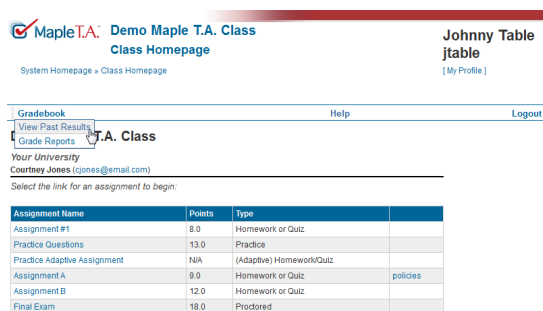 MapleT.A.™ Demo Maple T.A. Class
Class Homepage
Johnny Table
jtable
System Homepage » Class Homepage
[ My Profile ]
Gradebook Help Logout
View Past Results
Grade Reports
T.A. Class
Your University
Courtney Jones (cjones@email.com)
Select the link for an assignment to begin:
Assignment Name Points Type
Assignment #1 8.0 Homework or Quiz
Practice Questions 13.0 Practice
Practice Adaptive Assignment N/A (Adaptive) Homework/Quiz
Assignment A 9.0 Homework or Quiz policies
Assignment B 12.0 Homework or Quiz
Final Exam 18.0 Proctored